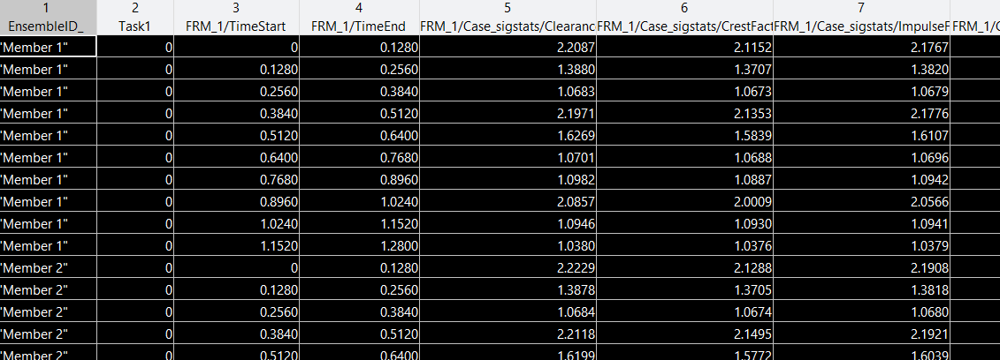 1 2 3 4 5 6 7
EnsembleID_ Task1 FRM_1/TimeStart FRM_1/TimeEnd FRM_1/Case_sigstats/Clearanc FRM_1/Case_sigstats/CrestFact FRM_1/Case_sigstats/ImpulseF FRM_1/C
"Member 1" 0 0 0.1280 2.2087 2.1152 2.1767
"Member 1" 0 0.1280 0.2560 1.3880 1.3707 1.3820
"Member 1" 0 0.2560 0.3840 1.0683 1.0673 1.0679
"Member 1" 0 0.3840 0.5120 2.1971 2.1353 2.1776
"Member 1" 0 0.5120 0.6400 1.6269 1.5839 1.6107
"Member 1" 0 0.6400 0.7680 1.0701 1.0688 1.0696
"Member 1" 0 0.7680 0.8960 1.0982 1.0887 1.0942
"Member 1" 0 0.8960 1.0240 2.0857 2.0009 2.0566
"Member 1" 0 1.0240 1.1520 1.0946 1.0930 1.0941
"Member 1" 0 1.1520 1.2800 1.0380 1.0376 1.0379
"Member 2" 0 0 0.1280 2.2229 2.1288 2.1908
"Member 2" 0 0.1280 0.2560 1.3878 1.3705 1.3818
"Member 2" 0 0.2560 0.3840 1.0684 1.0674 1.0680
"Member 2" 0 0.3840 0.5120 2.2118 2.1495 2.1921
"Member 2" 0 0.5120 0.6400 1.6199 1.5772 1.6039